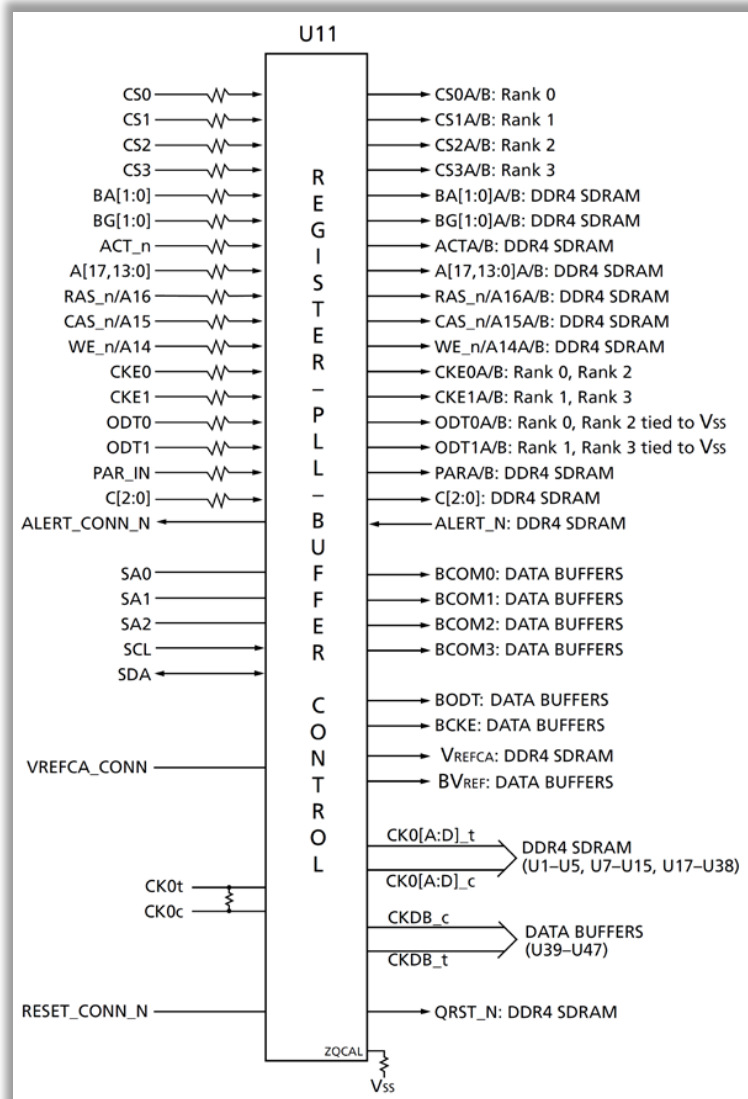 U11
CS0
CS0A/B: Rank 0
CS1
CS1A/B: Rank 1
CS2
CS2A/B: Rank 2
CS3
CS3A/B: Rank 3
BA[1:0]
BA[1:0]A/B: DDR4 SDRAM
BG[1:0]
BG[1:0]A/B: DDR4 SDRAM
ACT_n
ACTA/B: DDR4 SDRAM
A[17,13:0]
A[17,13:0]A/B: DDR4 SDRAM
RAS_n/A16
RAS_n/A16A/B: DDR4 SDRAM
CAS_n/A15
CAS_n/A15A/B: DDR4 SDRAM
WE_n/A14
WE_n/A14A/B: DDR4 SDRAM
CKE0
CKE0A/B: Rank 0, Rank 2
CKE1
CKE1A/B: Rank 1, Rank 3
ODT0
ODT0A/B: Rank 0, Rank 2 tied to VSS
ODT1
ODT1A/B: Rank 1, Rank 3 tied to VSS
PAR_IN
PARA/B: DDR4 SDRAM
C[2:0]
C[2:0]: DDR4 SDRAM
ALERT_CONN_N
ALERT_N: DDR4 SDRAM
REGISTER–PLL–BUFFER CONTROL
SA0
BCOM0: DATA BUFFERS
SA1
BCOM1: DATA BUFFERS
SA2
BCOM2: DATA BUFFERS
SCL
BCOM3: DATA BUFFERS
SDA
BODT: DATA BUFFERS
BCKE: DATA BUFFERS
VREFCA_CONN
VREFCA: DDR4 SDRAM
BVREF: DATA BUFFERS
CK0[A:D]_t
DDR4 SDRAM
(U1–U5, U7–U15, U17–U38)
CK0[A:D]_c
CK0t
CK0c
CKDB_c
DATA BUFFERS
(U39–U47)
CKDB_t
RESET_CONN_N
QRST_N: DDR4 SDRAM
ZQCAL
VSS